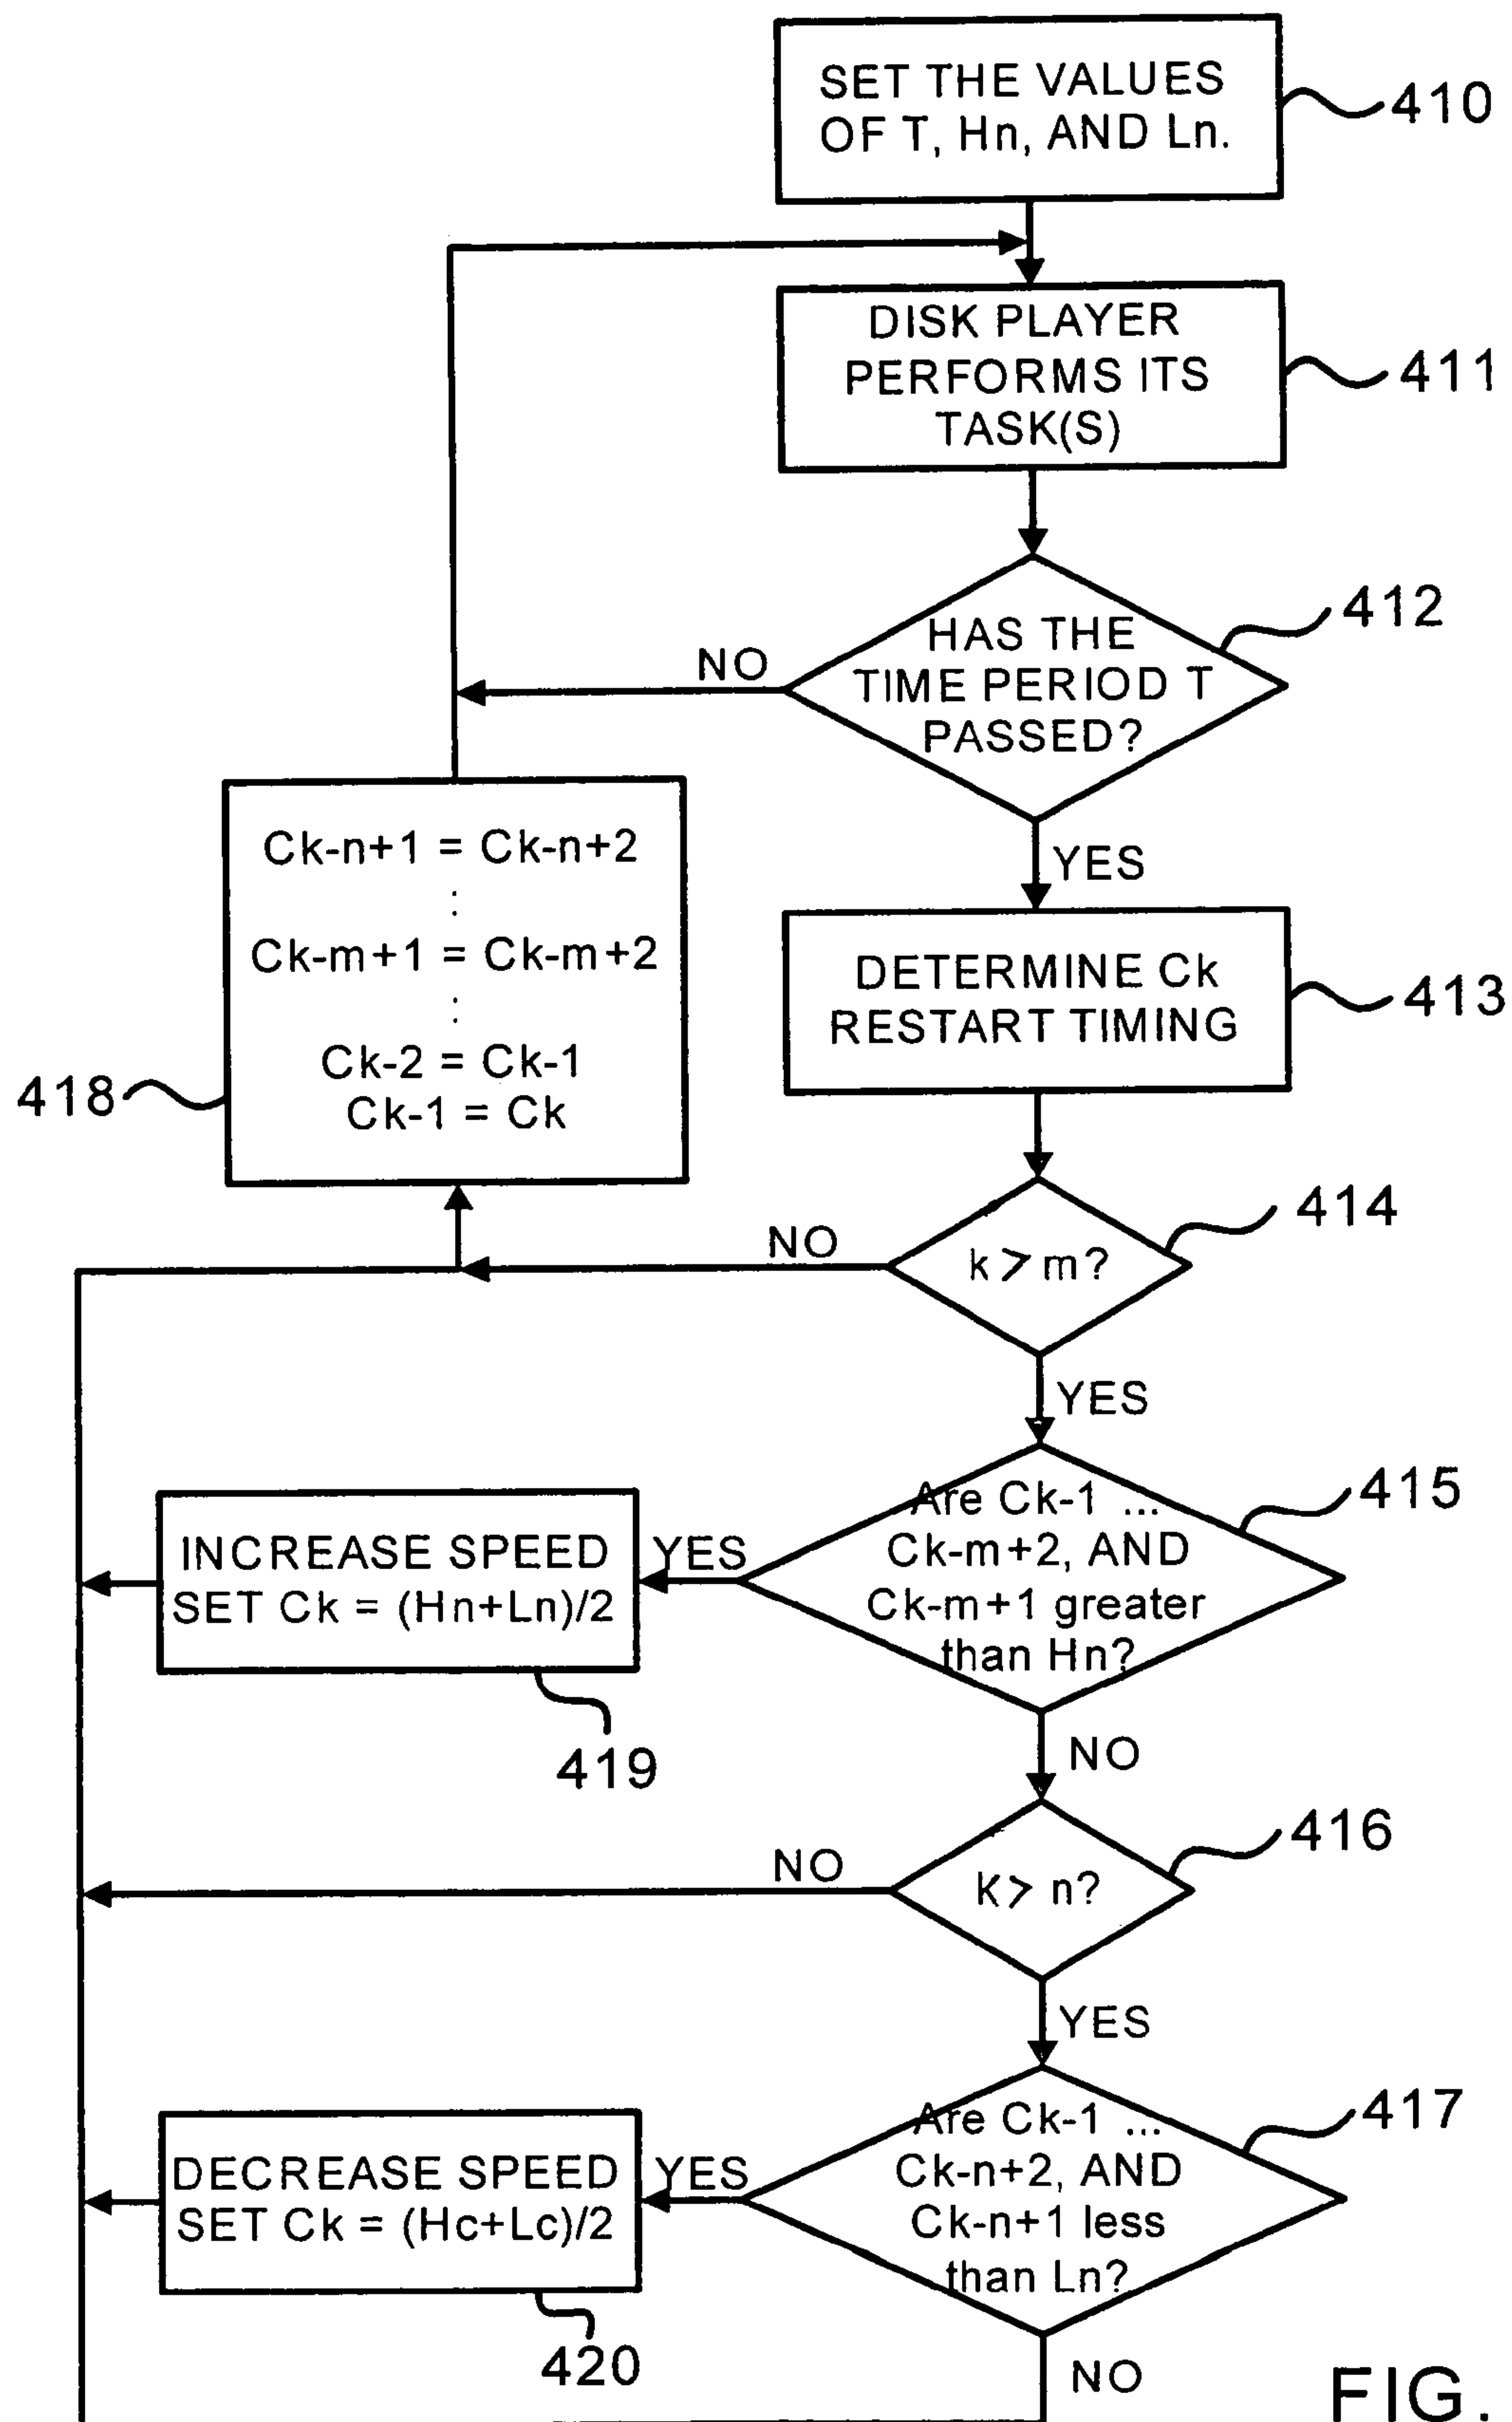 SET THE VALUES
OF T, Hn, AND Ln.
410
DISK PLAYER
PERFORMS ITS
TASK(S)
411
HAS THE
TIME PERIOD T
PASSED?
412
NO
YES
Ck-n+1 = Ck-n+2
:
Ck-m+1 = Ck-m+2
:
Ck-2 = Ck-1
Ck-1 = Ck
418
DETERMINE Ck
RESTART TIMING
413
k > m?
414
NO
YES
Are Ck-1 ...
Ck-m+2, AND
Ck-m+1 greater
than Hn?
415
YES
INCREASE SPEED
SET Ck = (Hn+Ln)/2
419
NO
k > n?
416
NO
YES
Are Ck-1 ...
Ck-n+2, AND
Ck-n+1 less
than Ln?
417
YES
DECREASE SPEED
SET Ck = (Hc+Lc)/2
420
NO
FIG.